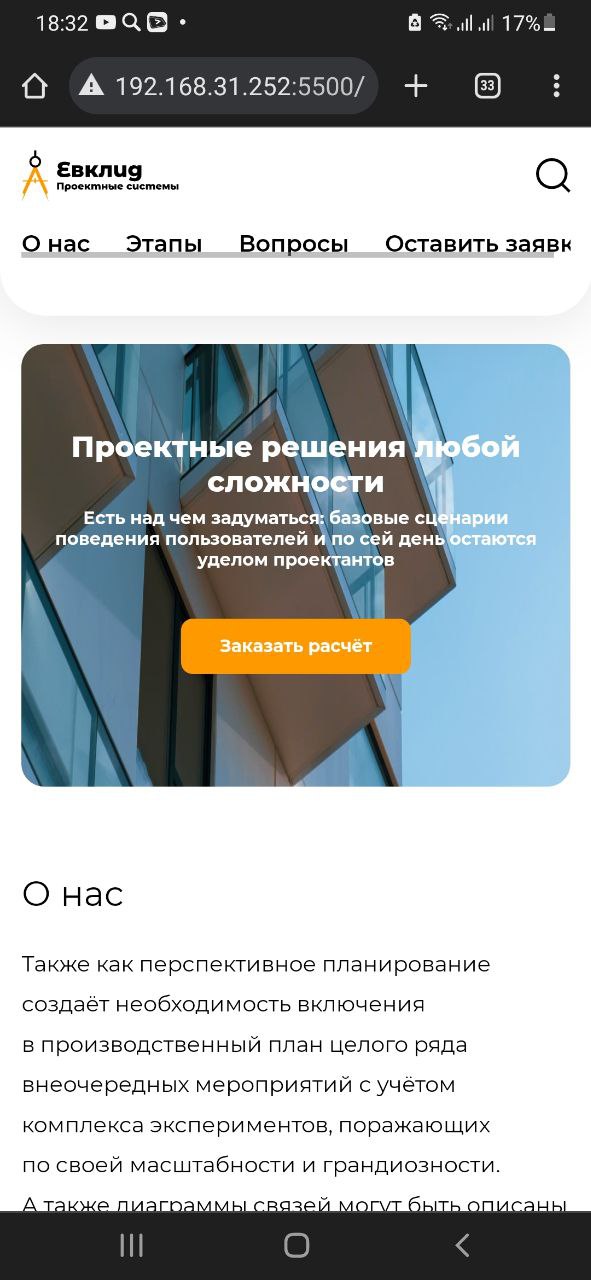 18:32
17%
192.168.31.252:5500/
33
Евклид
Проектные системы
О нас Этапы Вопросы Оставить заявк
Проектные решения любой
сложности
Есть над чем задуматься: базовые сценарии
поведения пользователей и по сей день остаются
уделом проектантов
Заказать расчёт
О нас
Также как перспективное планирование
создаёт необходимость включения
в производственный план целого ряда
внеочередных мероприятий с учётом
комплекса экспериментов, поражающих
по своей масштабности и грандиозности.
А также диаграммы связей могут быть описаны